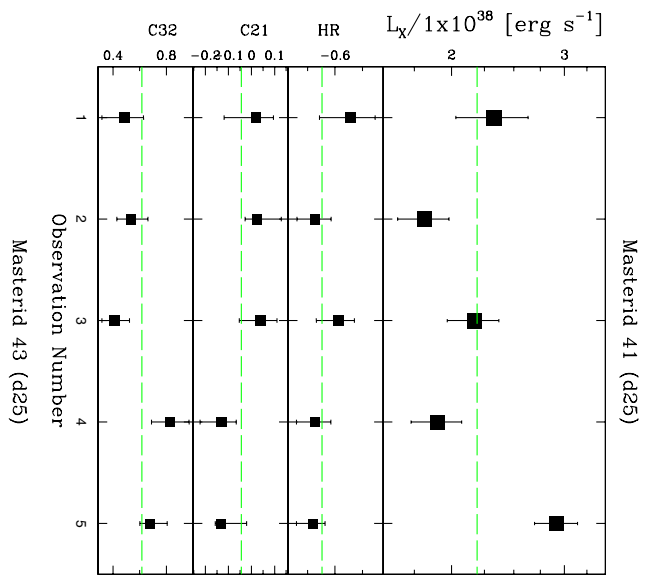 Masterid 41 (d25)
L_X/1x10^38 [erg s^-1]
2 3
HR
-0.6
C21
-0.2 -0.1 0 0.1
C32
0.4 0.8
1 2 3 4 5
Observation Number
Masterid 43 (d25)